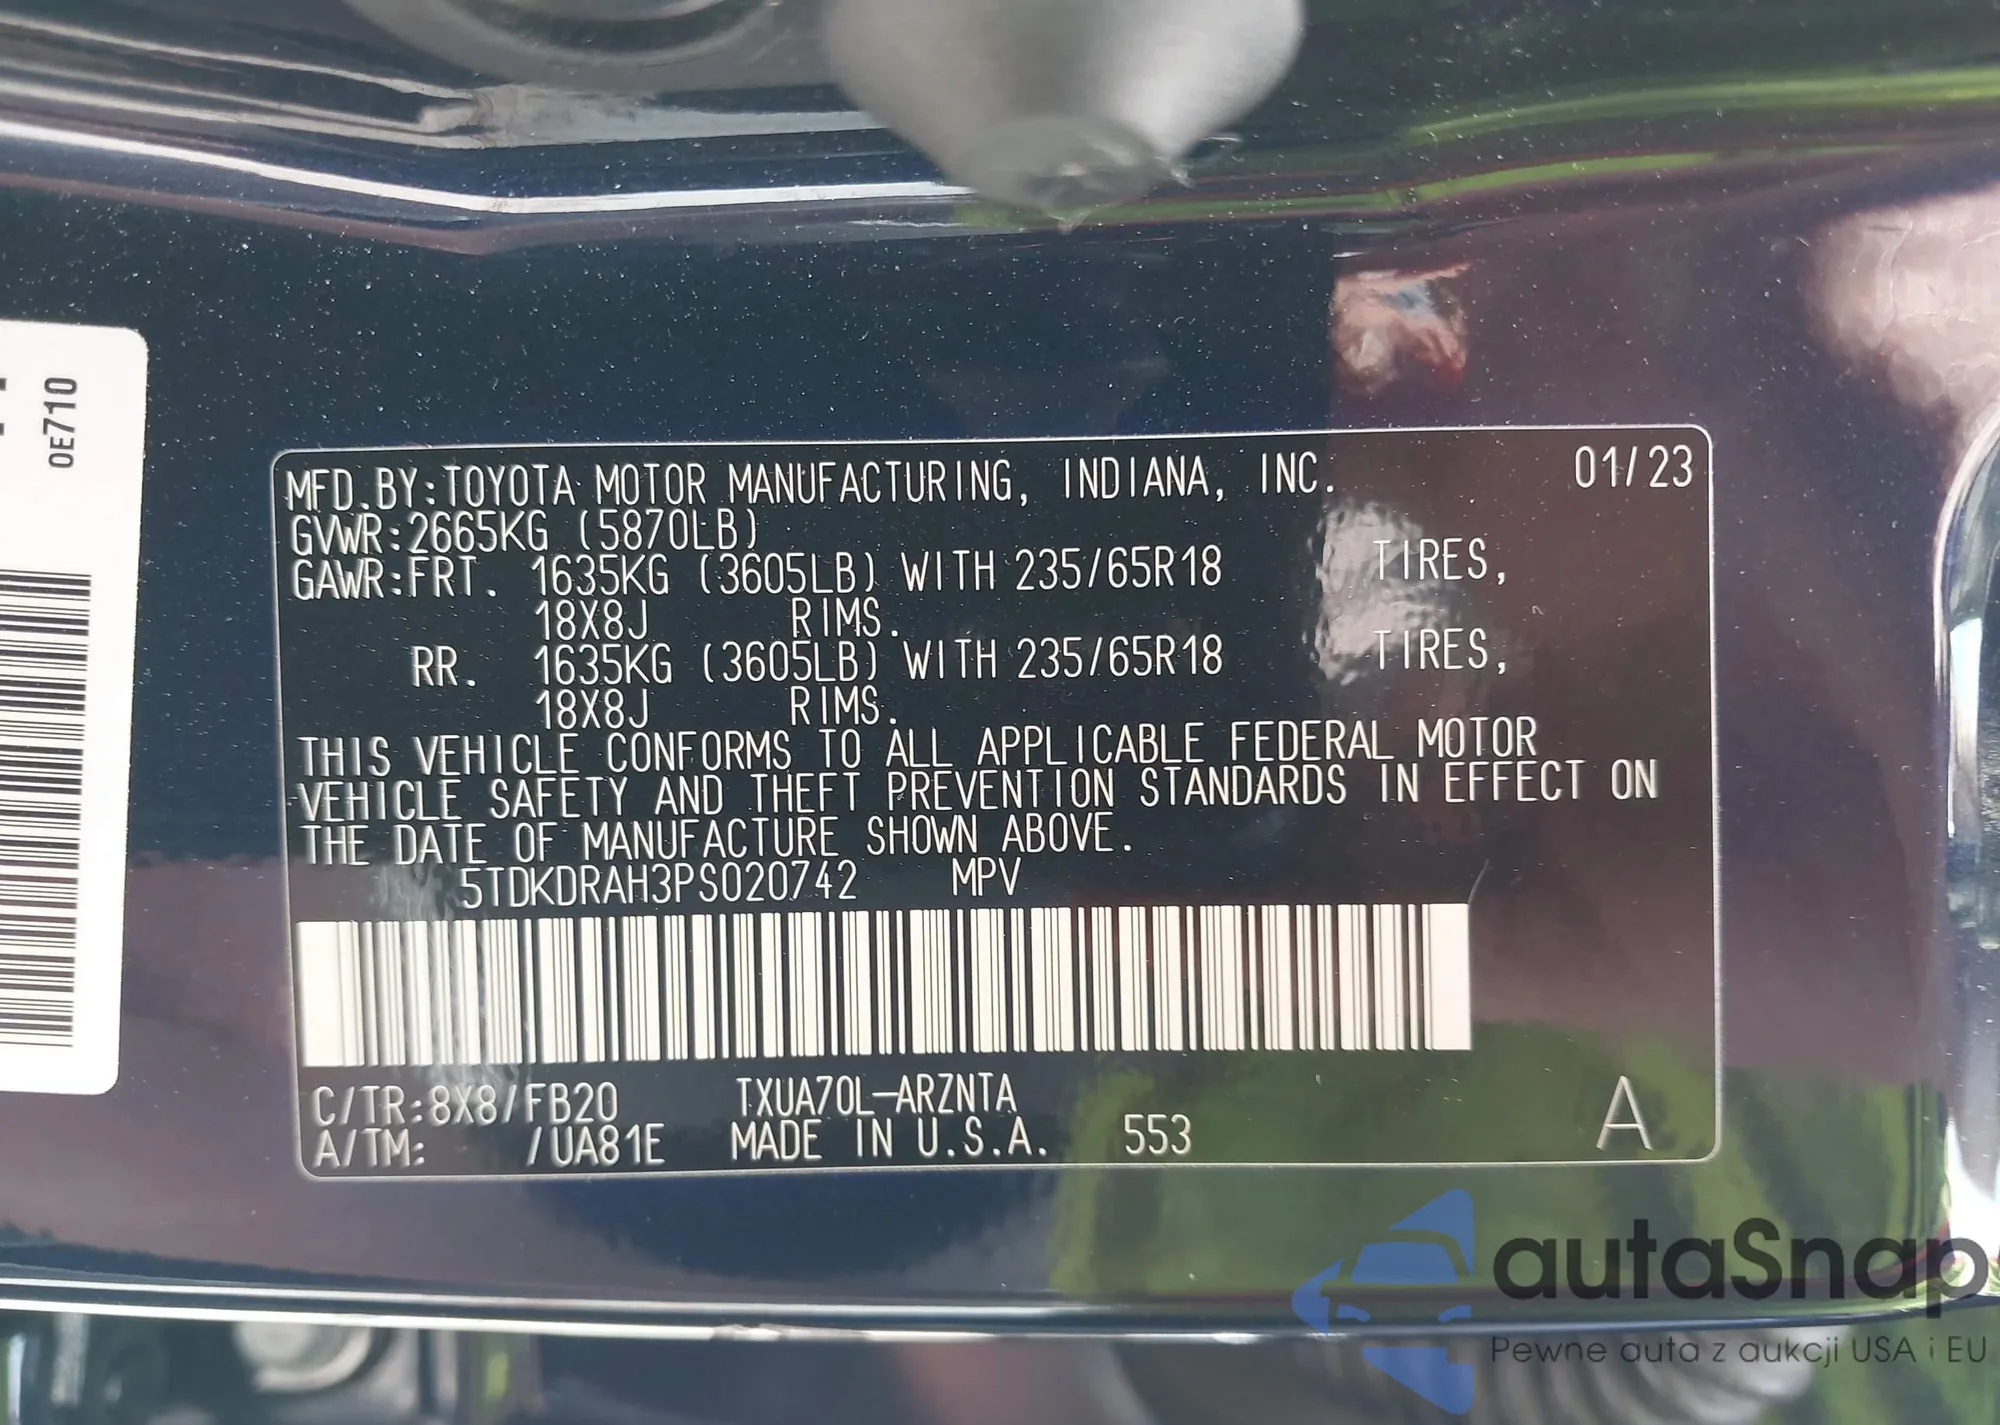 0E710
MFD.BY:TOYOTA MOTOR MANUFACTURING, INDIANA, INC. 01/23
GVWR:2665KG (5870LB)
GAWR:FRT. 1635KG (3605LB) WITH 235/65R18 TIRES,
18X8J RIMS.
RR. 1635KG (3605LB) WITH 235/65R18 TIRES,
18X8J RIMS.
THIS VEHICLE CONFORMS TO ALL APPLICABLE FEDERAL MOTOR
VEHICLE SAFETY AND THEFT PREVENTION STANDARDS IN EFFECT ON
THE DATE OF MANUFACTURE SHOWN ABOVE.
5TDKDRAH3PS020742 MPV
C/TR:8X8/FB20 TXUA70L-ARZNTA
A/TM: /UA81E MADE IN U.S.A. 553 A
autaSnap
Pewne auta z aukcji USA i EU